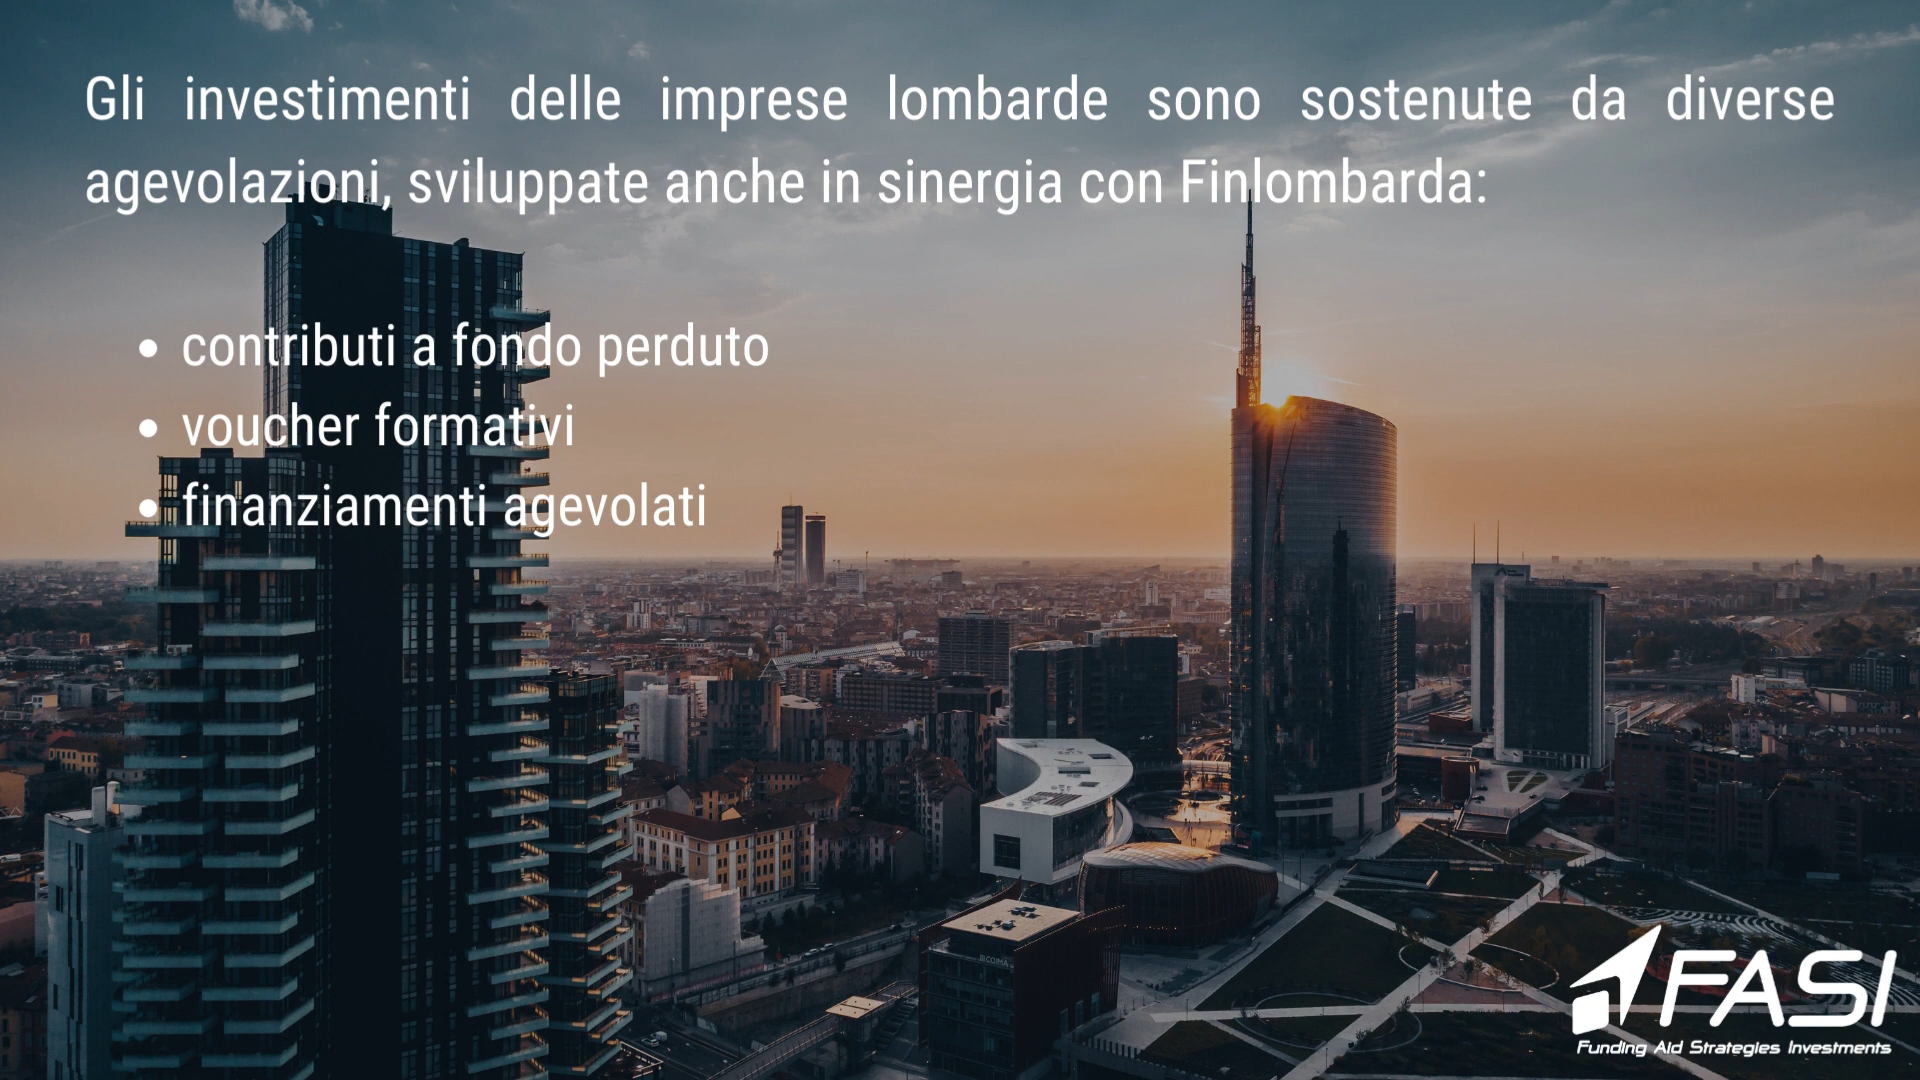 Gli investimenti delle imprese lombarde sono sostenute da diverse
agevolazioni, sviluppate anche in sinergia con Finlombarda:
• contributi a fondo perduto
• voucher formativi
• finanziamenti agevolati
COIMA
FASI
Funding Aid Strategies Investments